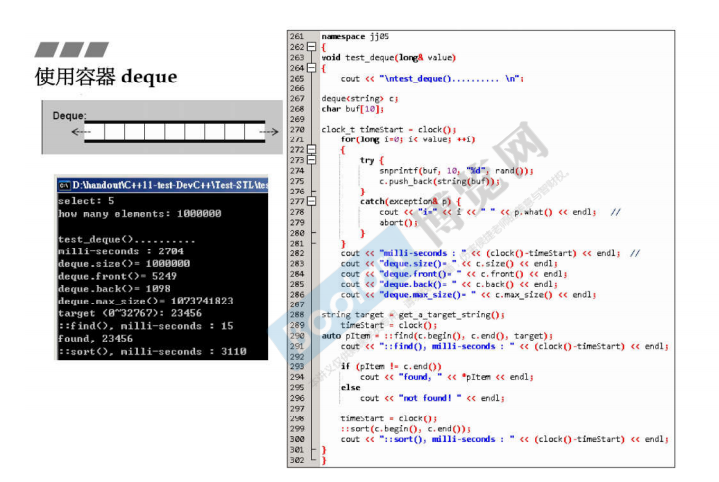 使用容器 deque
Deque:
D:\handout\C++11-test-DevC++\Test-STL\tes
select: 5
how many elements: 1000000
test_deque()..........
milli-seconds : 2704
deque.size()= 1000000
deque.front()= 5249
deque.back()= 1098
deque.max_size()= 1073741823
target (0~32767): 23456
::find(), milli-seconds : 15
found, 23456
::sort(), milli-seconds : 3110
261 namespace jj05
262 {
263 void test_deque(long& value)
264 {
265 cout << "\ntest_deque().......... \n";
266
267 deque<string> c;
268 char buf[10];
269
270 clock_t timeStart = clock();
271 for(long i=0; i< value; ++i)
272 {
273 try {
274 snprintf(buf, 10, "%d", rand());
275 c.push_back(string(buf));
276 }
277 catch(exception& p) {
278 cout << "i=" << i << " " << p.what() << endl; //
279 abort();
280 }
281 }
282 cout << "milli-seconds : " << (clock()-timeStart) << endl; //
283 cout << "deque.size()= " << c.size() << endl;
284 cout << "deque.front()= " << c.front() << endl;
285 cout << "deque.back()= " << c.back() << endl;
286 cout << "deque.max_size()= " << c.max_size() << endl;
287
288 string target = get_a_target_string();
289 timeStart = clock();
290 auto pItem = ::find(c.begin(), c.end(), target);
291 cout << "::find(), milli-seconds : " << (clock()-timeStart) << endl;
292
293 if (pItem != c.end())
294 cout << "found, " << *pItem << endl;
295 else
296 cout << "not found! " << endl;
297
298 timeStart = clock();
299 ::sort(c.begin(), c.end());
300 cout << "::sort(), milli-seconds : " << (clock()-timeStart) << endl;
301 }
302 }
博览网